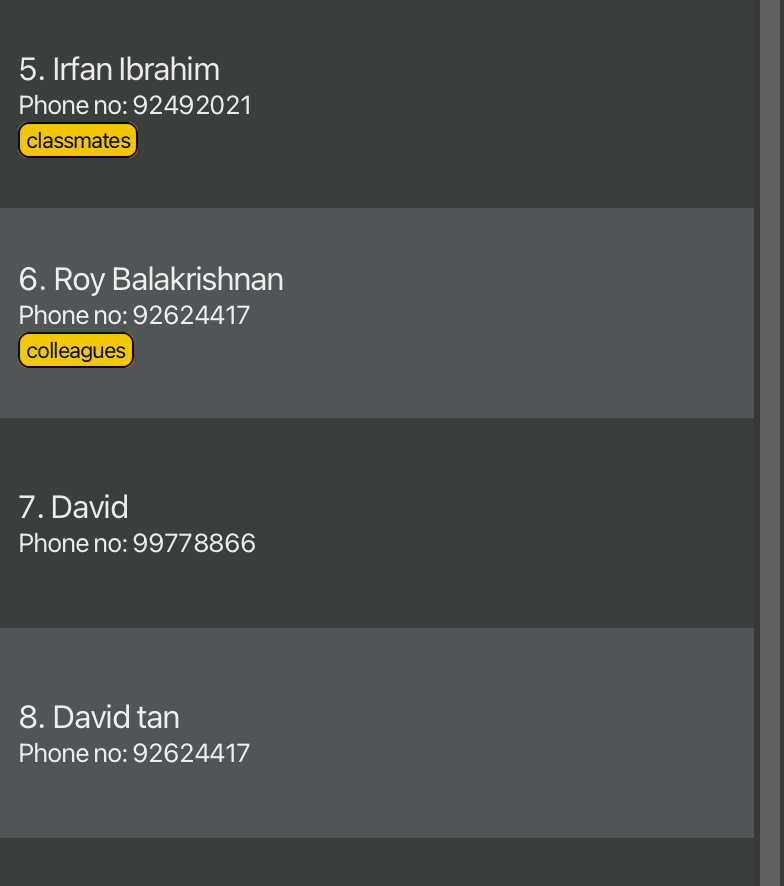 5. Irfan Ibrahim
Phone no: 92492021
classmates
6. Roy Balakrishnan
Phone no: 92624417
colleagues
7. David
Phone no: 99778866
8. David tan
Phone no: 92624417